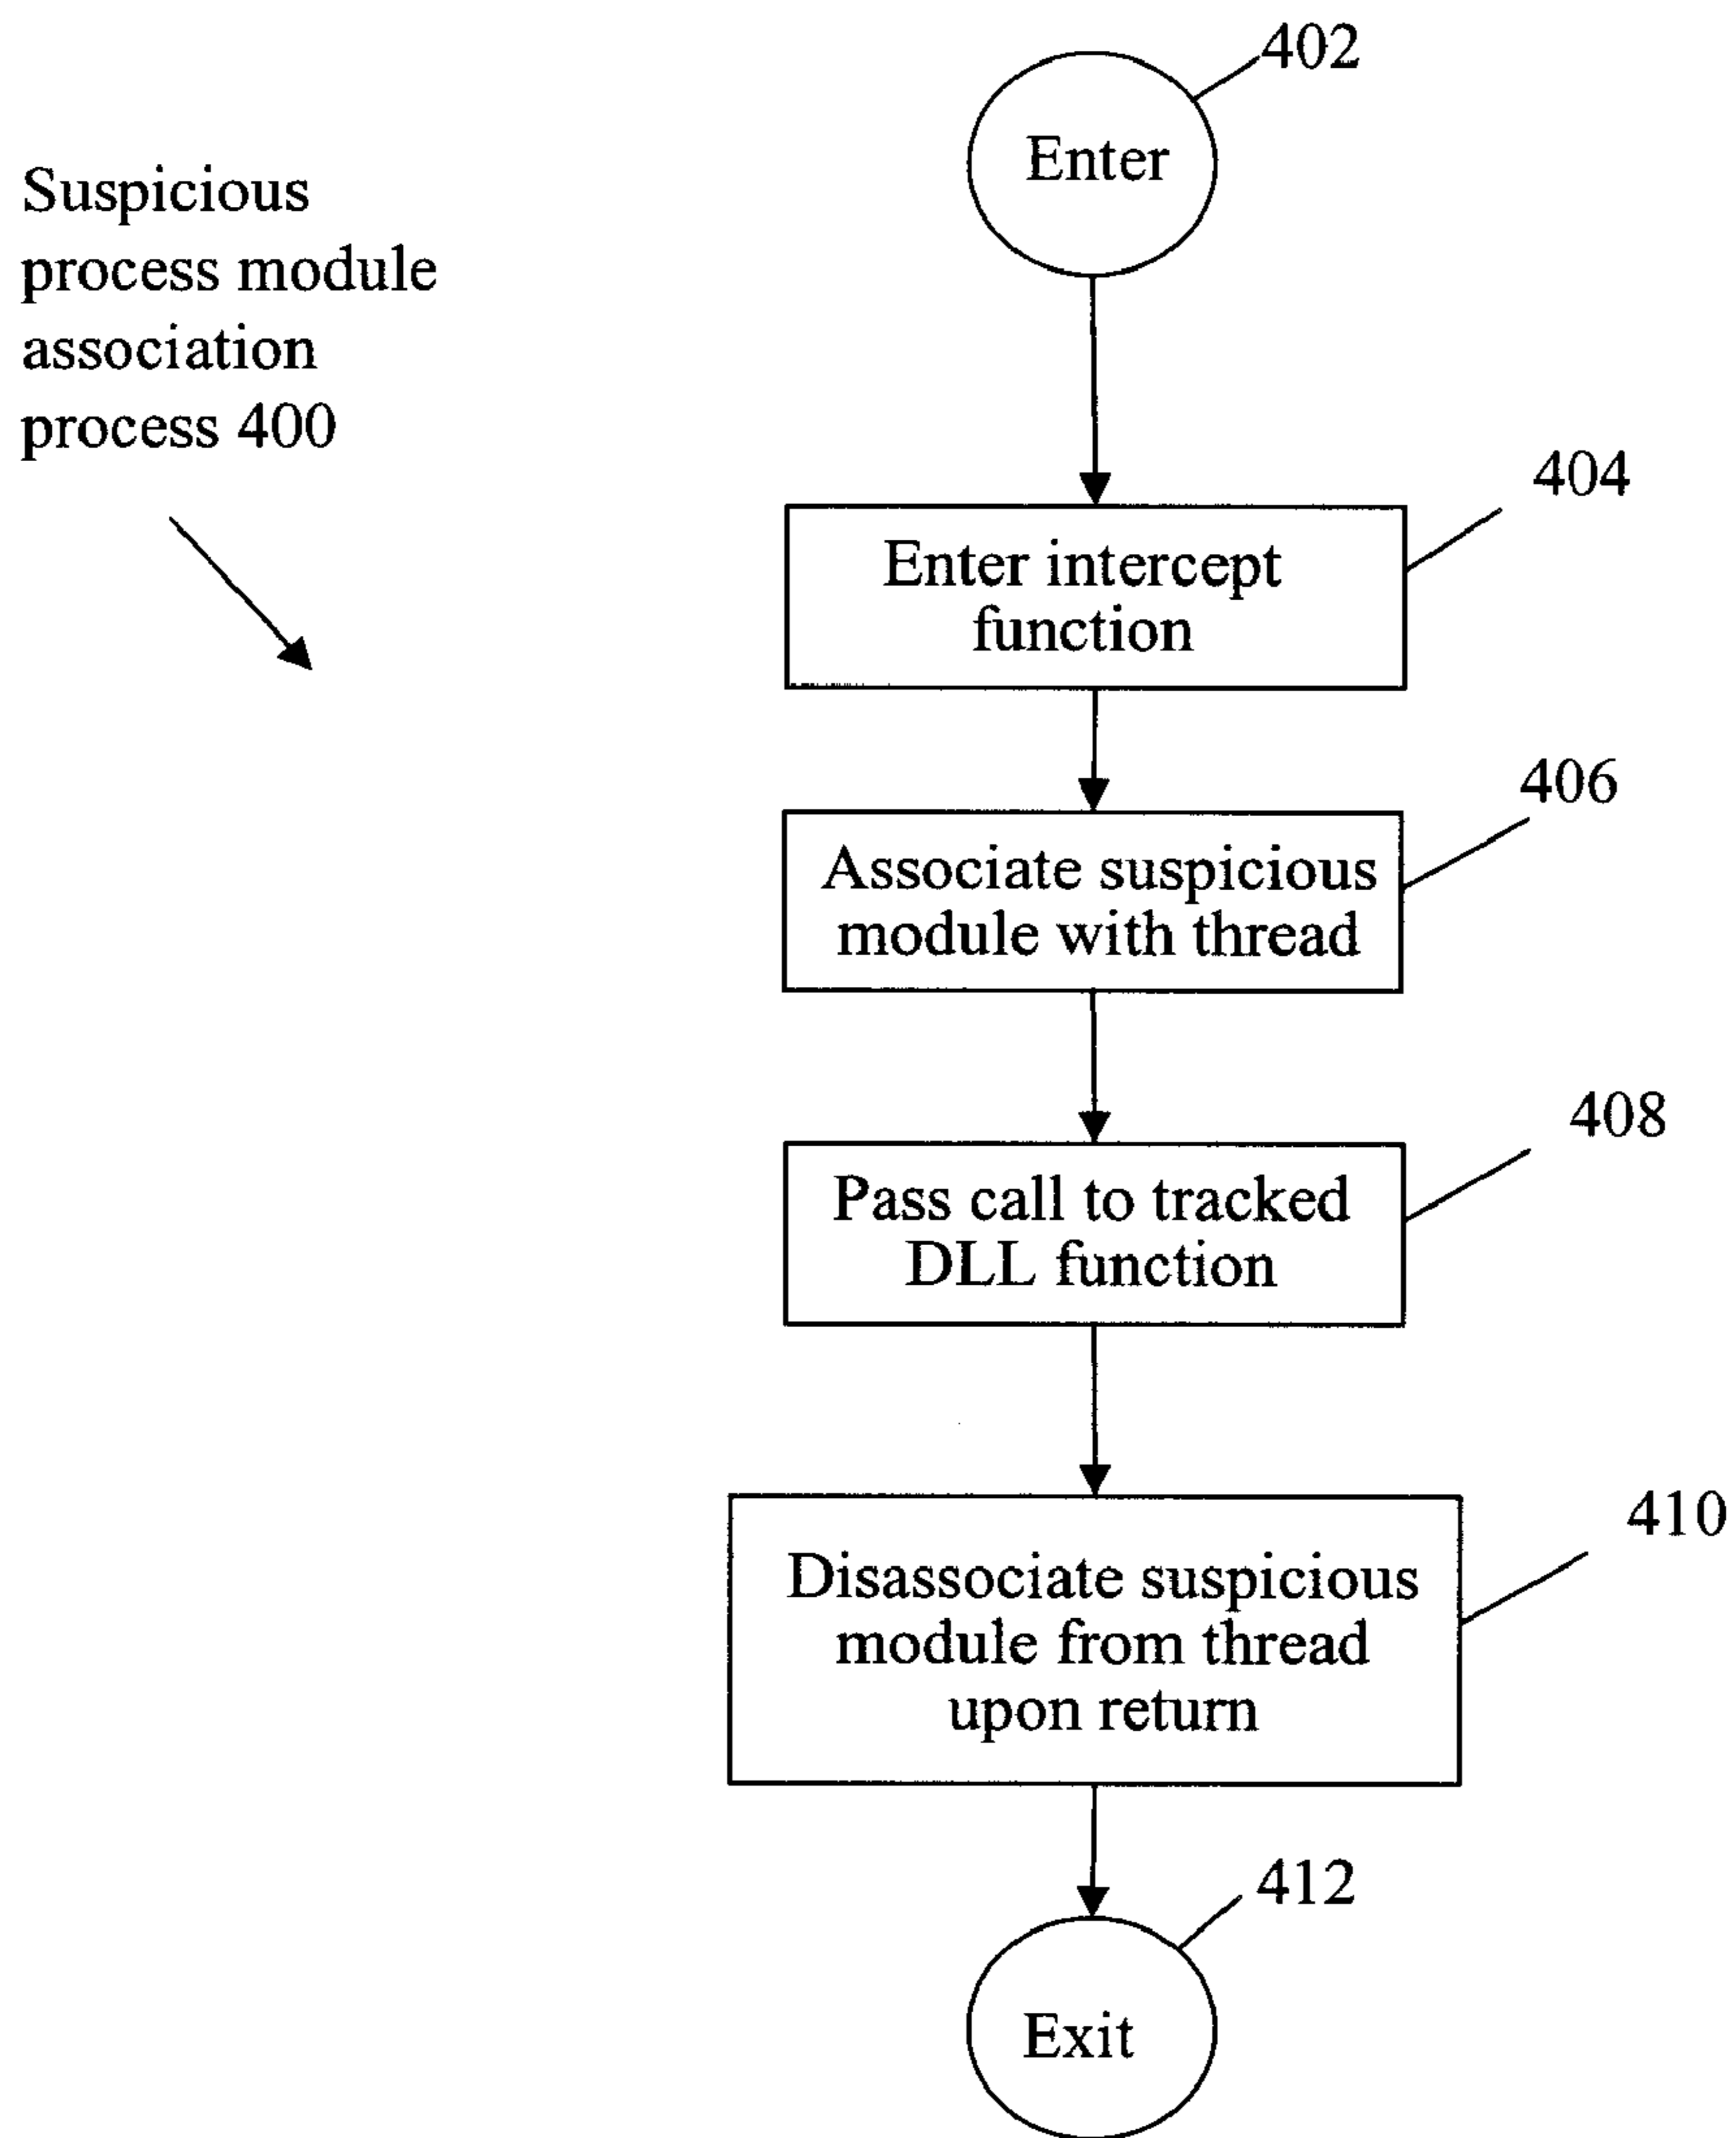 402
Enter
Suspicious
process module
association
process 400
404
Enter intercept
function
406
Associate suspicious
module with thread
408
Pass call to tracked
DLL function
410
Disassociate suspicious
module from thread
upon return
412
Exit